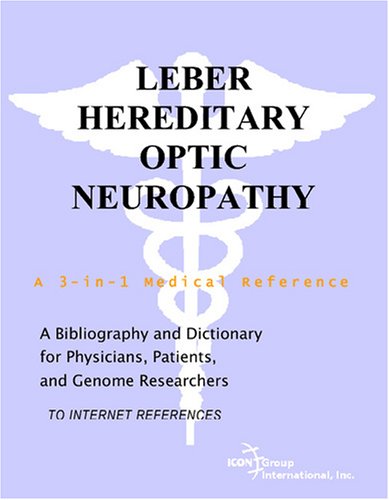 LEBER
HEREDITARY
OPTIC
NEUROPATHY
A 3-in-1 Medical Reference
A Bibliography and Dictionary
for Physicians, Patients,
and Genome Researchers
TO INTERNET REFERENCES
ICON Group
International, Inc.